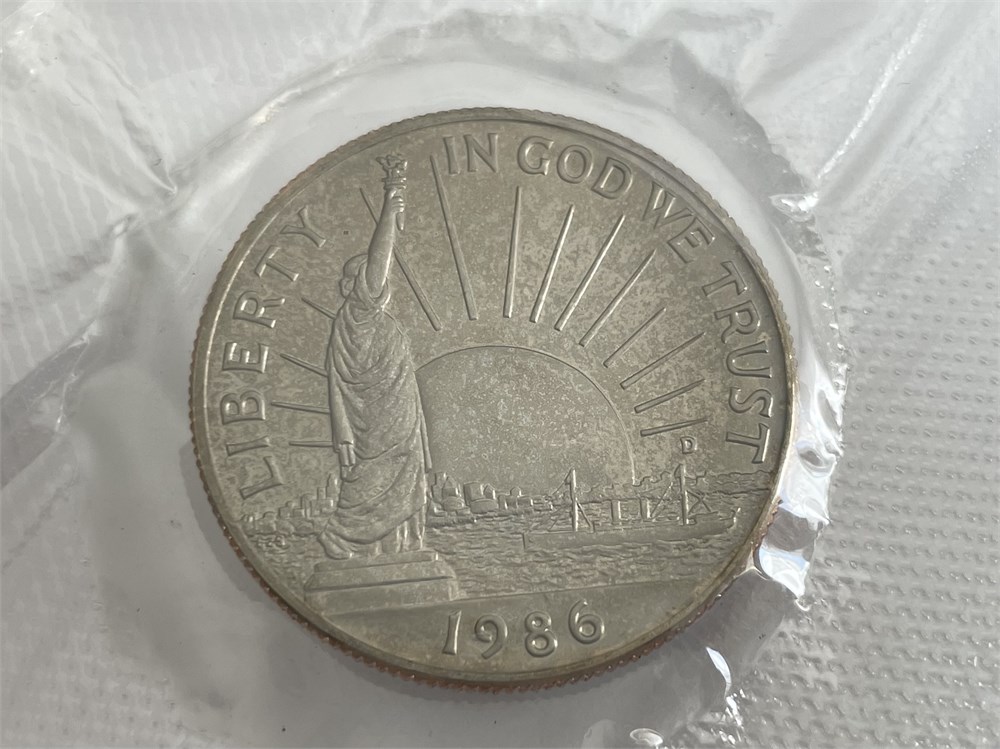 LIBERTY
IN GOD WE TRUST
D
1986